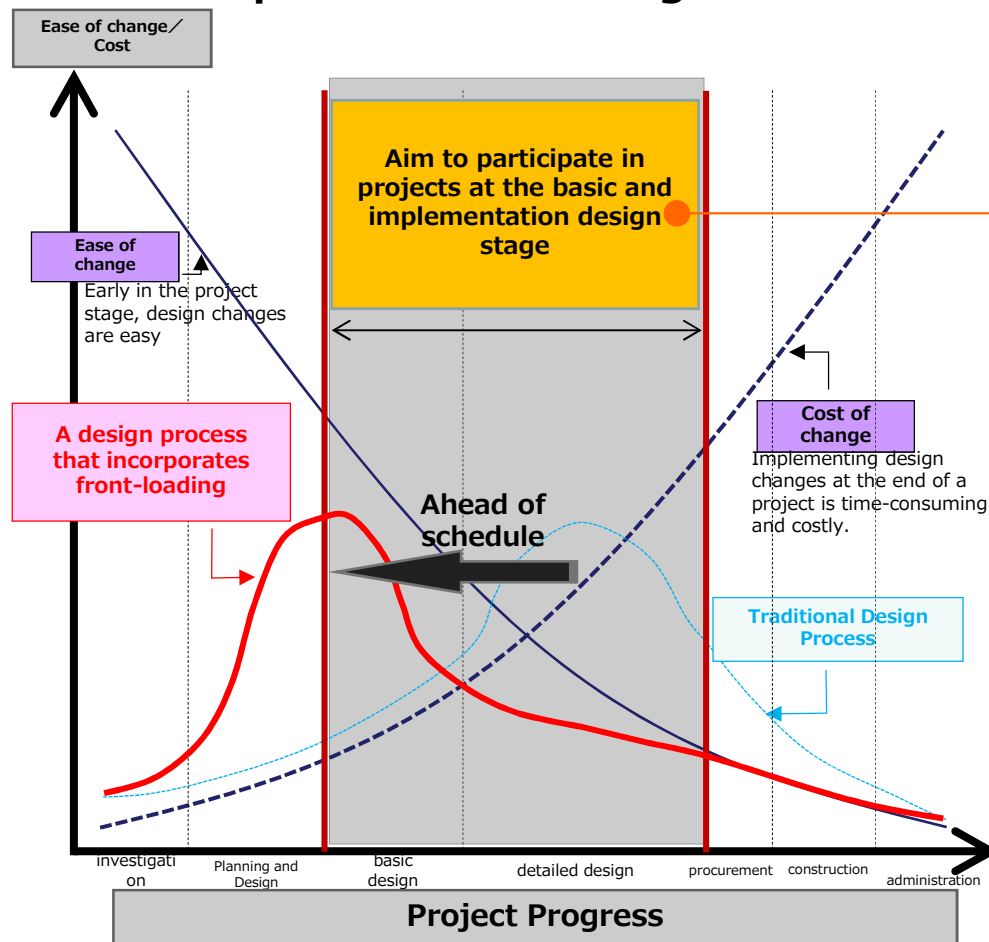 Ease of change／
Cost
Aim to participate in
projects at the basic and
implementation design
stage
Ease of
change
Early in the project
stage, design changes
are easy
A design process
that incorporates
front-loading
Ahead of
schedule
Cost of
change
Implementing design
changes at the end of a
project is time-consuming
and costly.
Traditional Design
Process
investigati
on
Planning and
Design
basic
design
detailed design
procurement
construction
administration
Project Progress